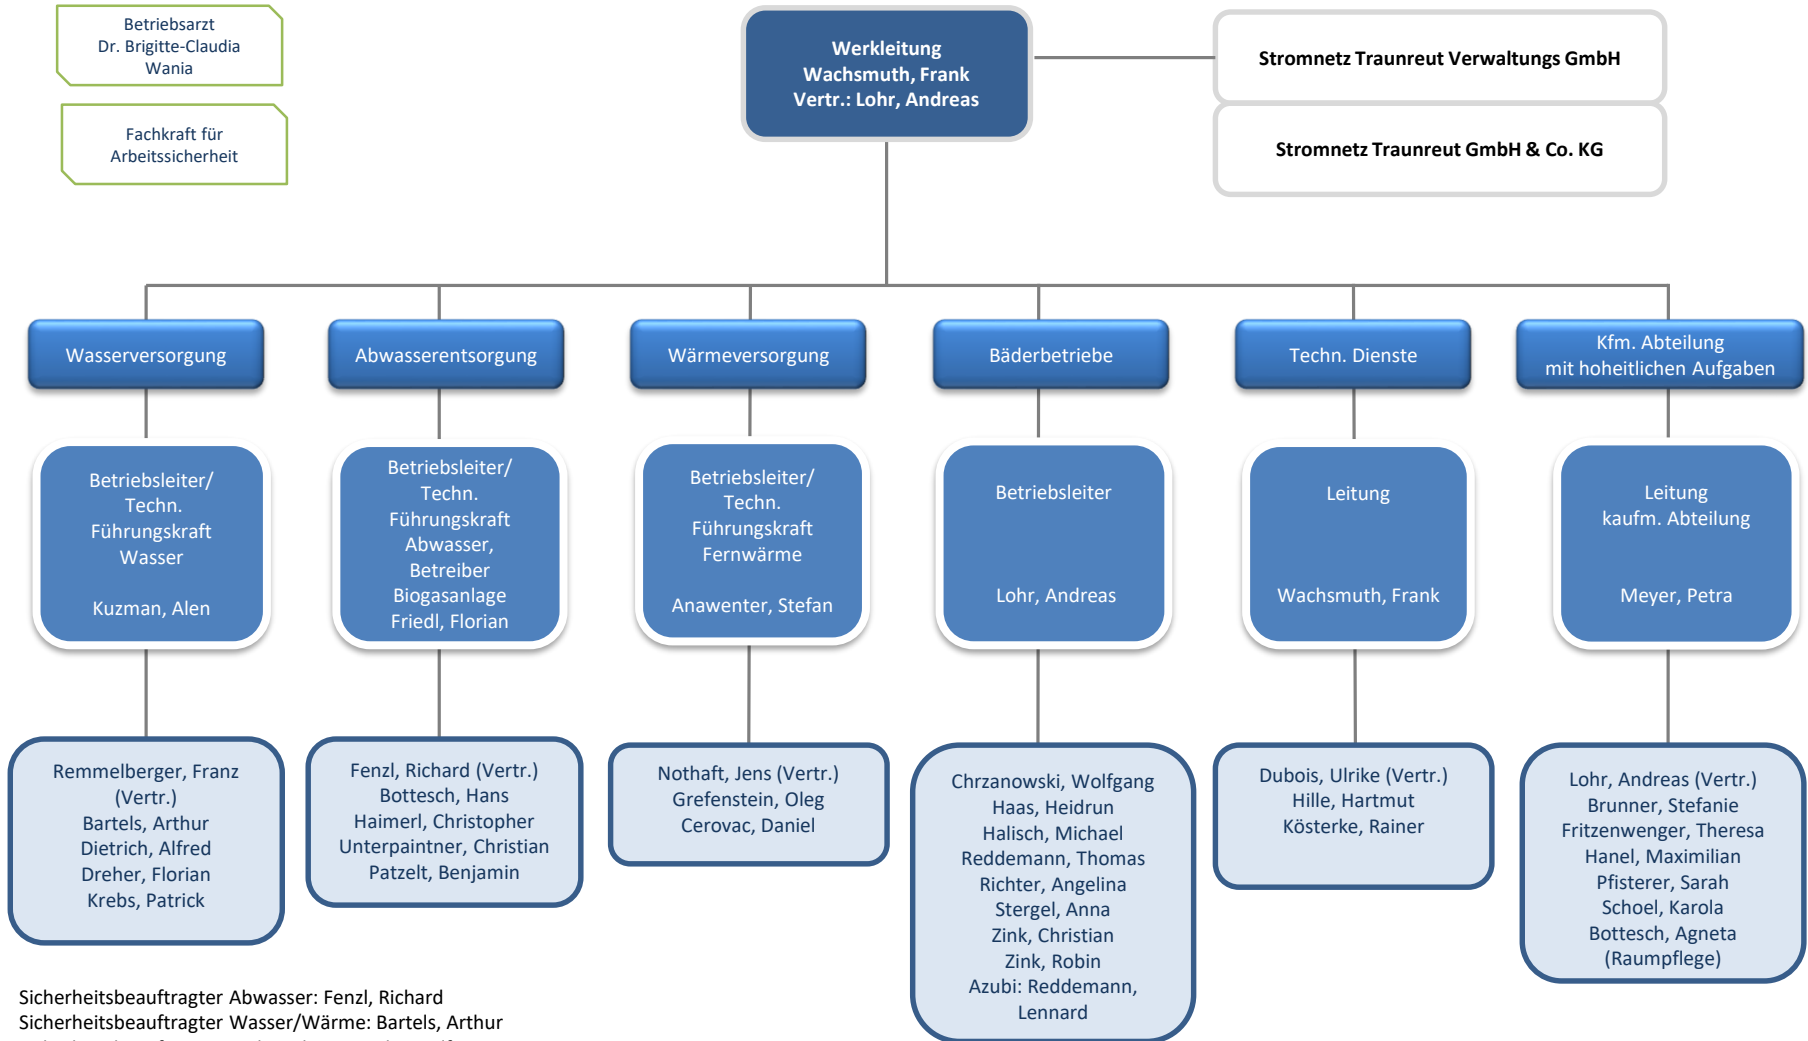 Betriebsarzt
Dr. Brigitte-Claudia
Wania
Fachkraft für
Arbeitssicherheit
Werkleitung
Wachsmuth, Frank
Vertr.: Lohr, Andreas
Stromnetz Traunreut Verwaltungs GmbH
Stromnetz Traunreut GmbH & Co. KG
Wasserversorgung
Abwasserentsorgung
Wärmeversorgung
Bäderbetriebe
Techn. Dienste
Kfm. Abteilung
mit hoheitlichen Aufgaben
Betriebsleiter/
Techn.
Führungskraft
Wasser
Kuzman, Alen
Betriebsleiter/
Techn.
Führungskraft
Abwasser,
Betreiber
Biogasanlage
Friedl, Florian
Betriebsleiter/
Techn.
Führungskraft
Fernwärme
Anawenter, Stefan
Betriebsleiter
Lohr, Andreas
Leitung
Wachsmuth, Frank
Leitung
kaufm. Abteilung
Meyer, Petra
Remmelberger, Franz
(Vertr.)
Bartels, Arthur
Dietrich, Alfred
Dreher, Florian
Krebs, Patrick
Fenzl, Richard (Vertr.)
Bottesch, Hans
Haimerl, Christopher
Unterpaintner, Christian
Patzelt, Benjamin
Nothaft, Jens (Vertr.)
Grefenstein, Oleg
Cerovac, Daniel
Chrzanowski, Wolfgang
Haas, Heidrun
Halisch, Michael
Reddemann, Thomas
Richter, Angelina
Stergel, Anna
Zink, Christian
Zink, Robin
Azubi: Reddemann,
Lennard
Dubois, Ulrike (Vertr.)
Hille, Hartmut
Kösterke, Rainer
Lohr, Andreas (Vertr.)
Brunner, Stefanie
Fritzenwenger, Theresa
Hanel, Maximilian
Pfisterer, Sarah
Schoel, Karola
Bottesch, Agneta
(Raumpflege)
Sicherheitsbeauftragter Abwasser: Fenzl, Richard
Sicherheitsbeauftragter Wasser/Wärme: Bartels, Arthur